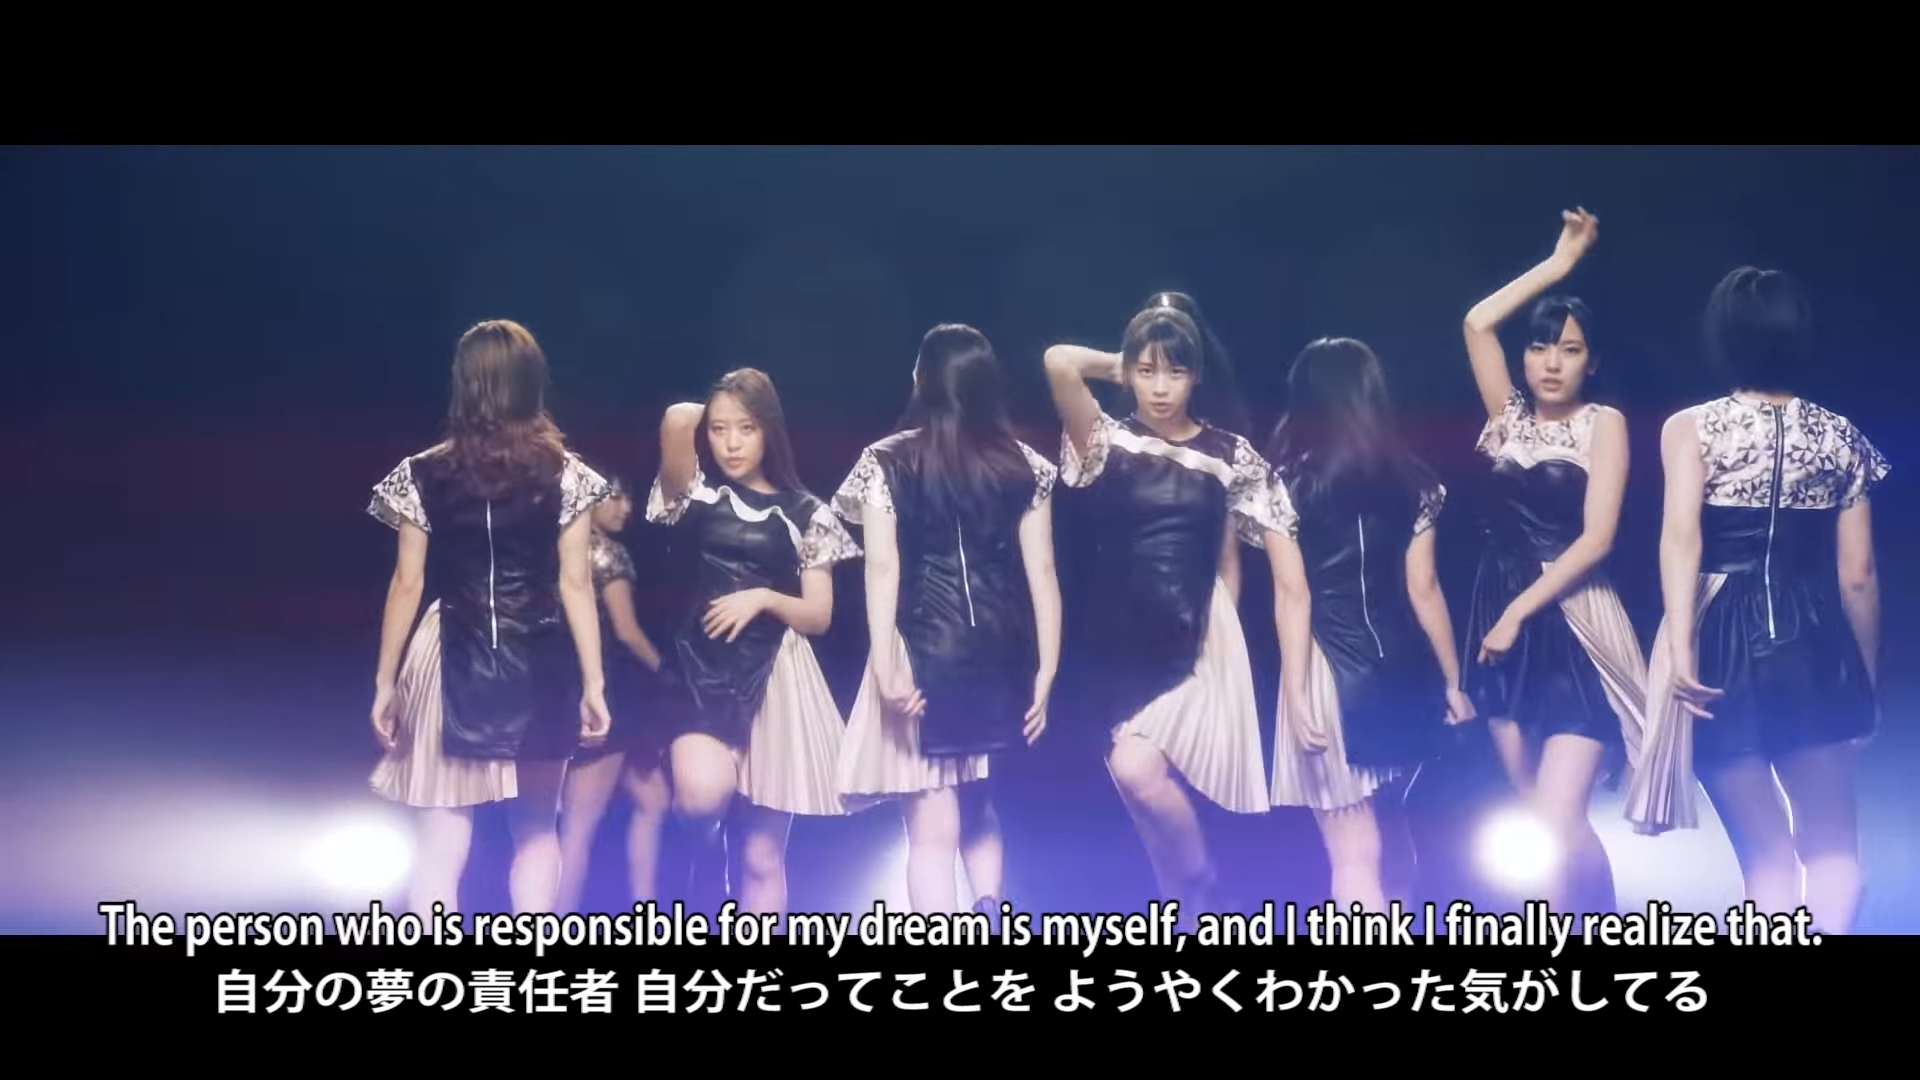 The person who is responsible for my dream is myself, and I think I finally realize that.
自分の夢の責任者 自分だってことを ようやくわかった気がしてる